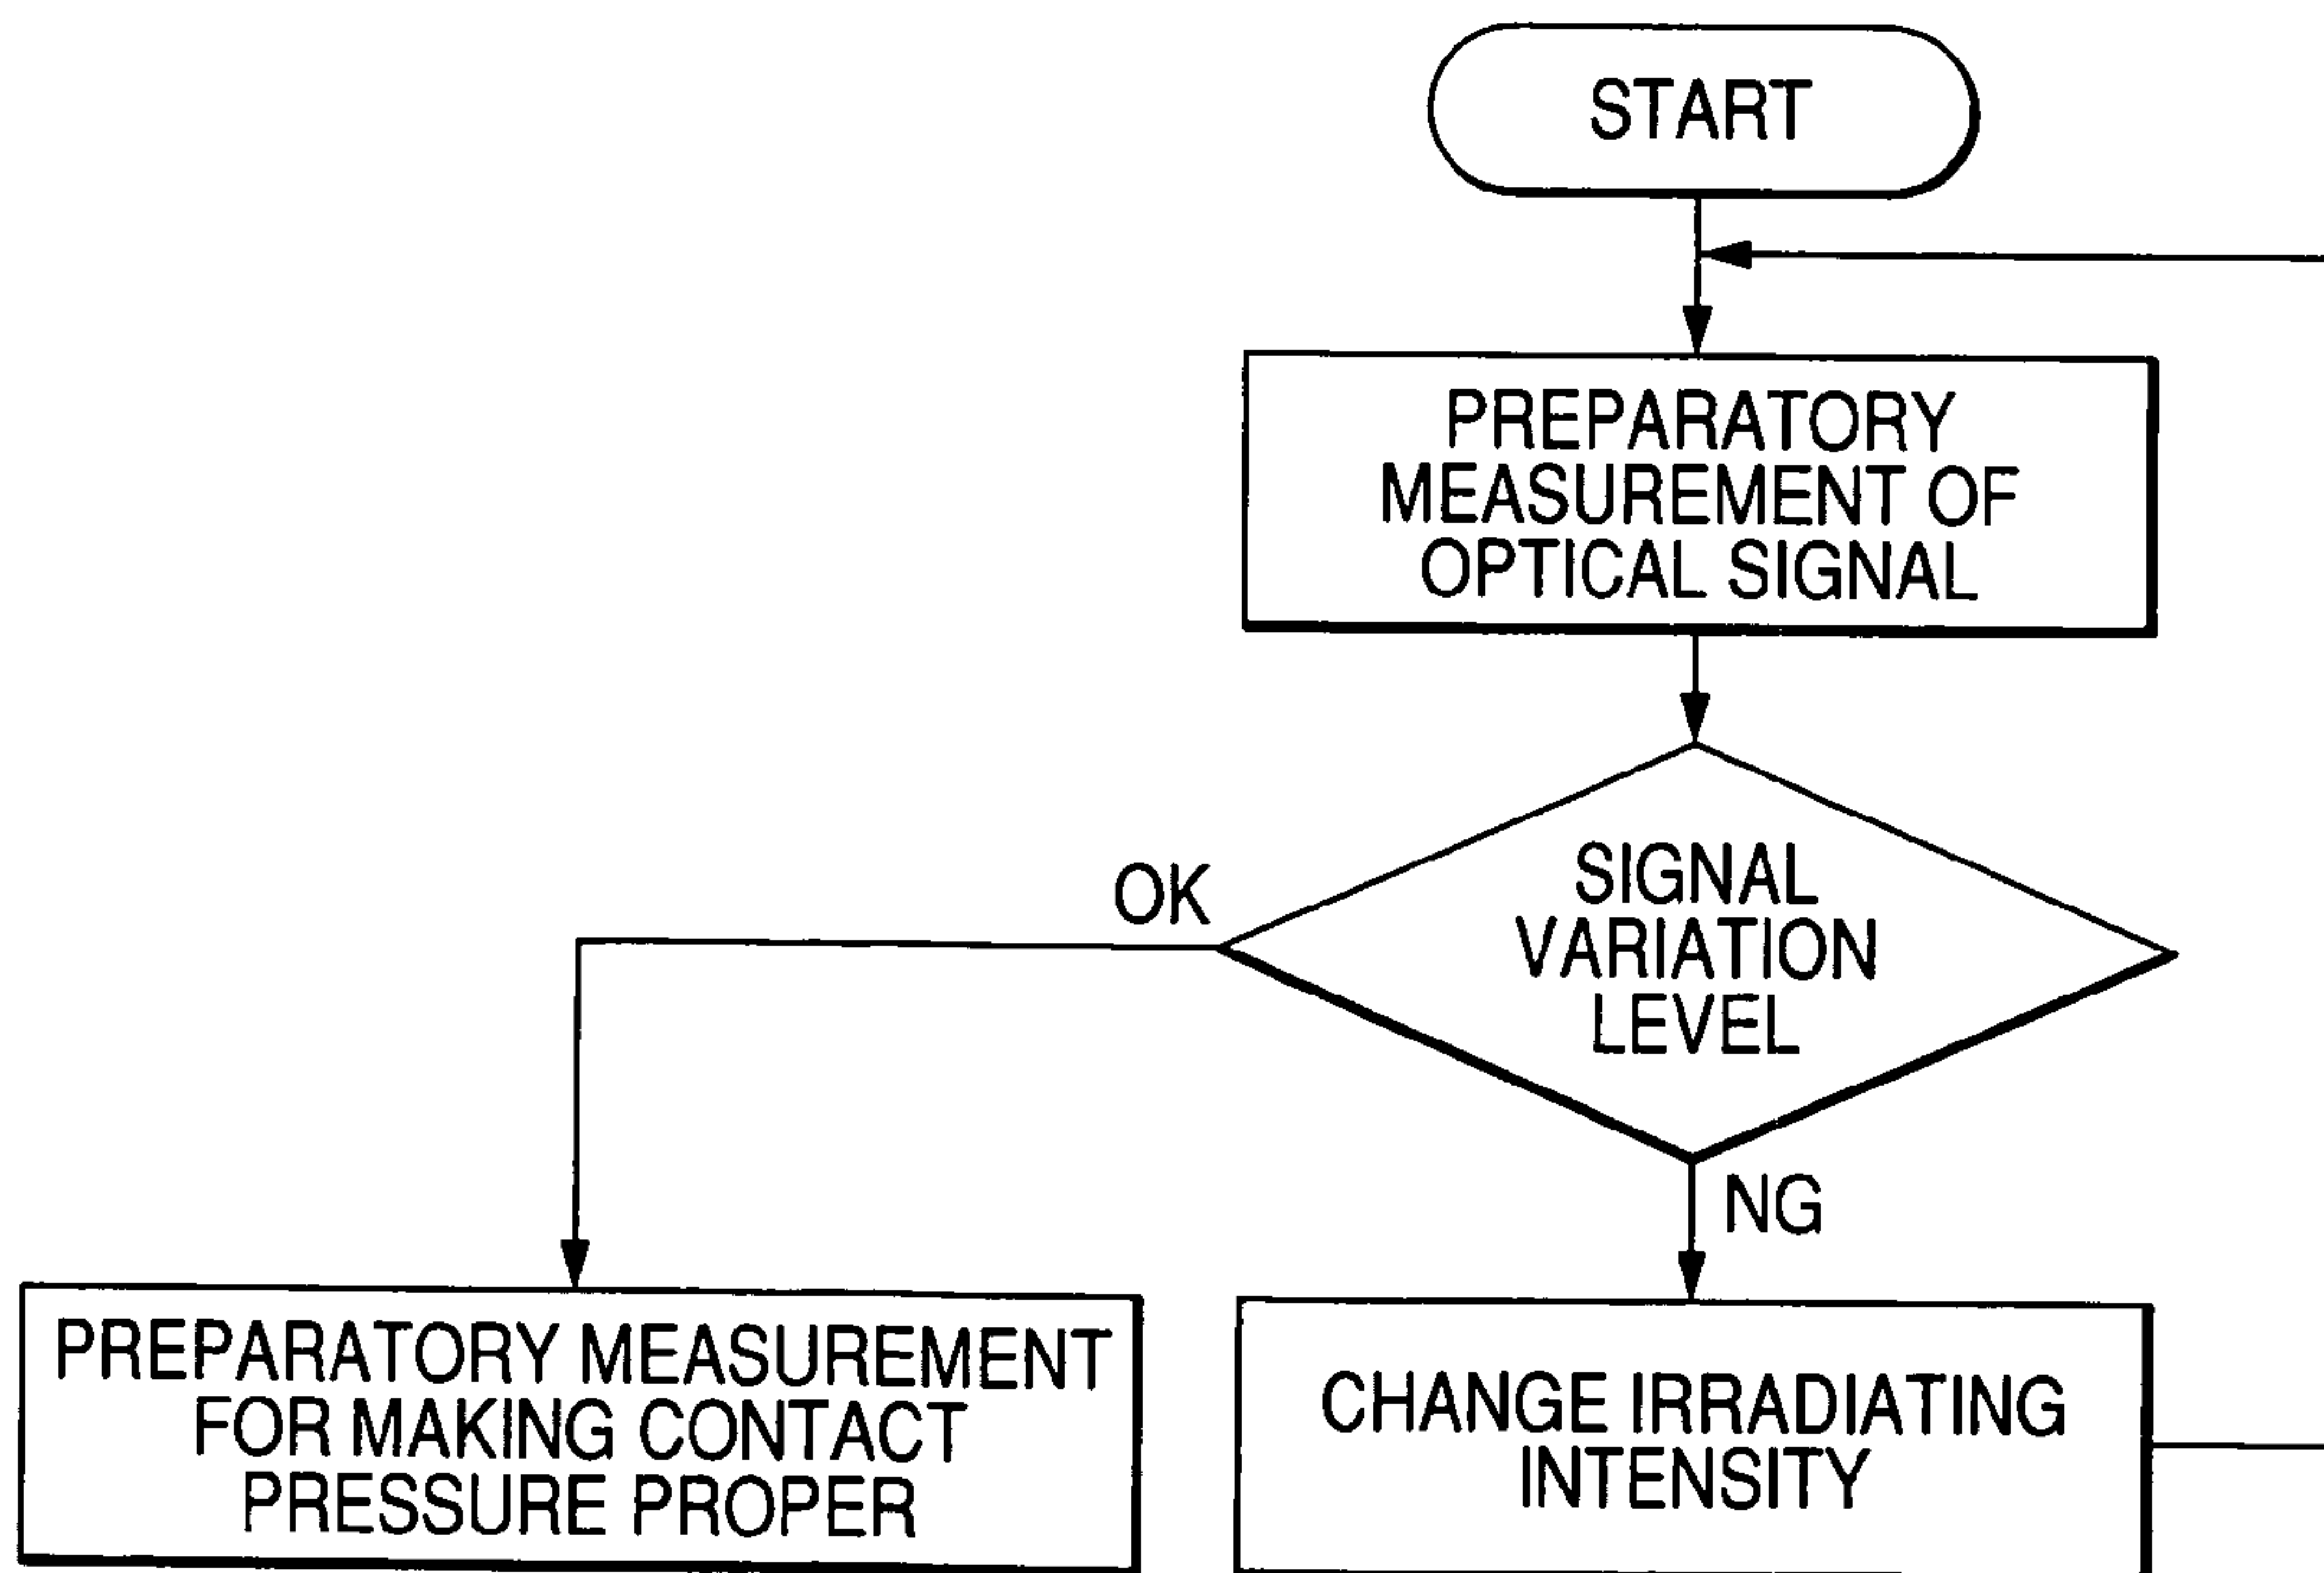 START
PREPARATORY
MEASUREMENT OF
OPTICAL SIGNAL
SIGNAL
VARIATION
LEVEL
OK
NG
PREPARATORY MEASUREMENT
FOR MAKING CONTACT
PRESSURE PROPER
CHANGE IRRADIATING
INTENSITY